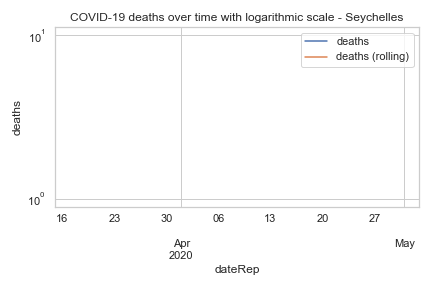 COVID-19 deaths over time with logarithmic scale - Seychelles
10¹
deaths
deaths (rolling)
deaths
10⁰
16 23 30 06 13 20 27
Apr May
2020
dateRep